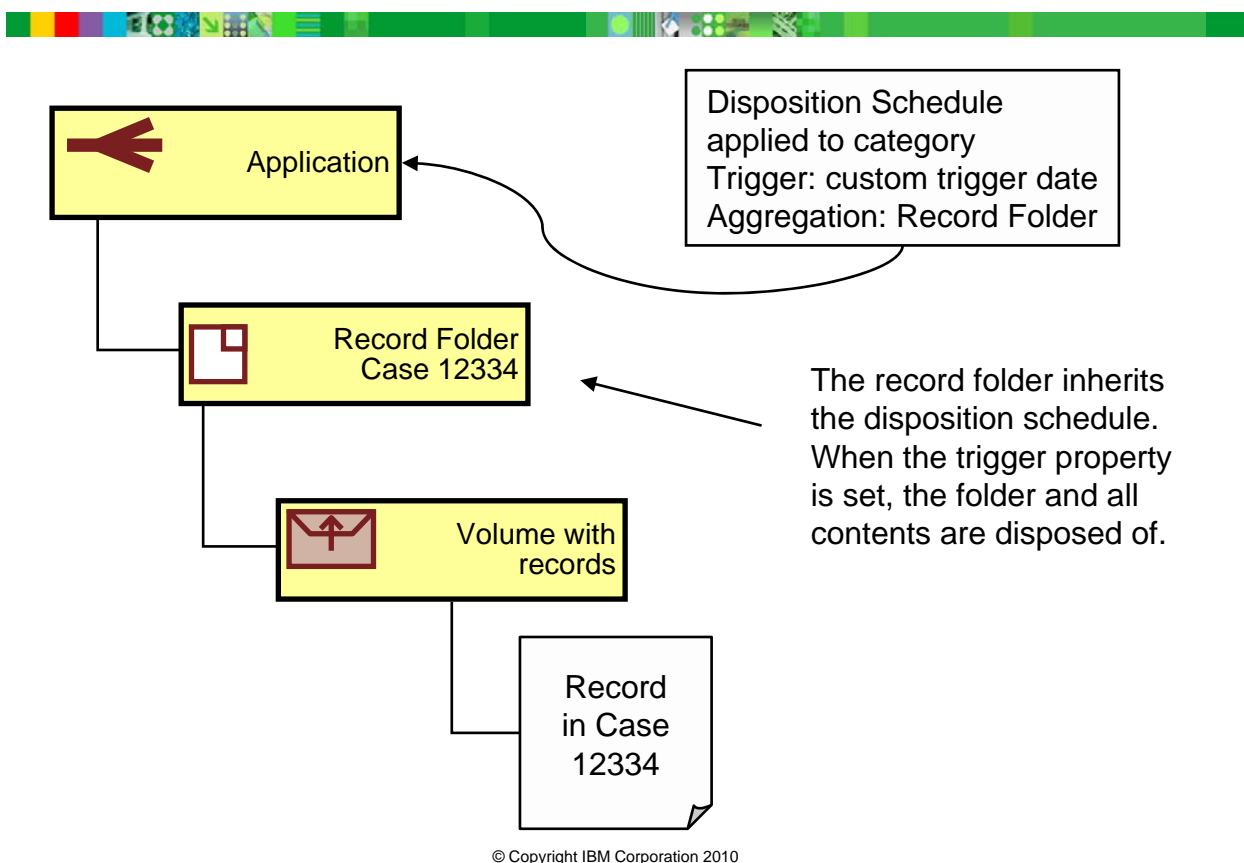 Disposition Schedule
applied to category
Trigger: custom trigger date
Aggregation: Record Folder
Application
Record Folder
Case 12334
The record folder inherits
the disposition schedule.
When the trigger property
is set, the folder and all
contents are disposed of.
Volume with
records
Record
in Case
12334
© Copyright IBM Corporation 2010